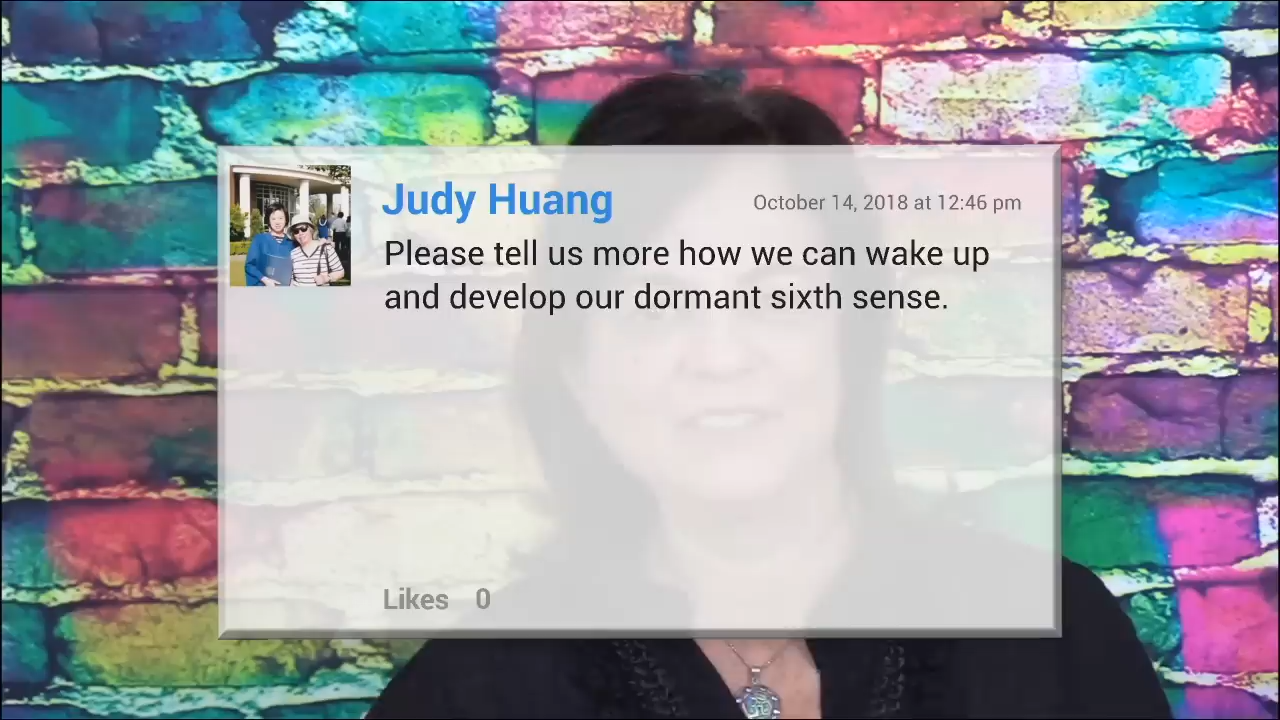 Judy Huang
October 14, 2018 at 12:46 pm
Please tell us more how we can wake up
and develop our dormant sixth sense.
Likes 0